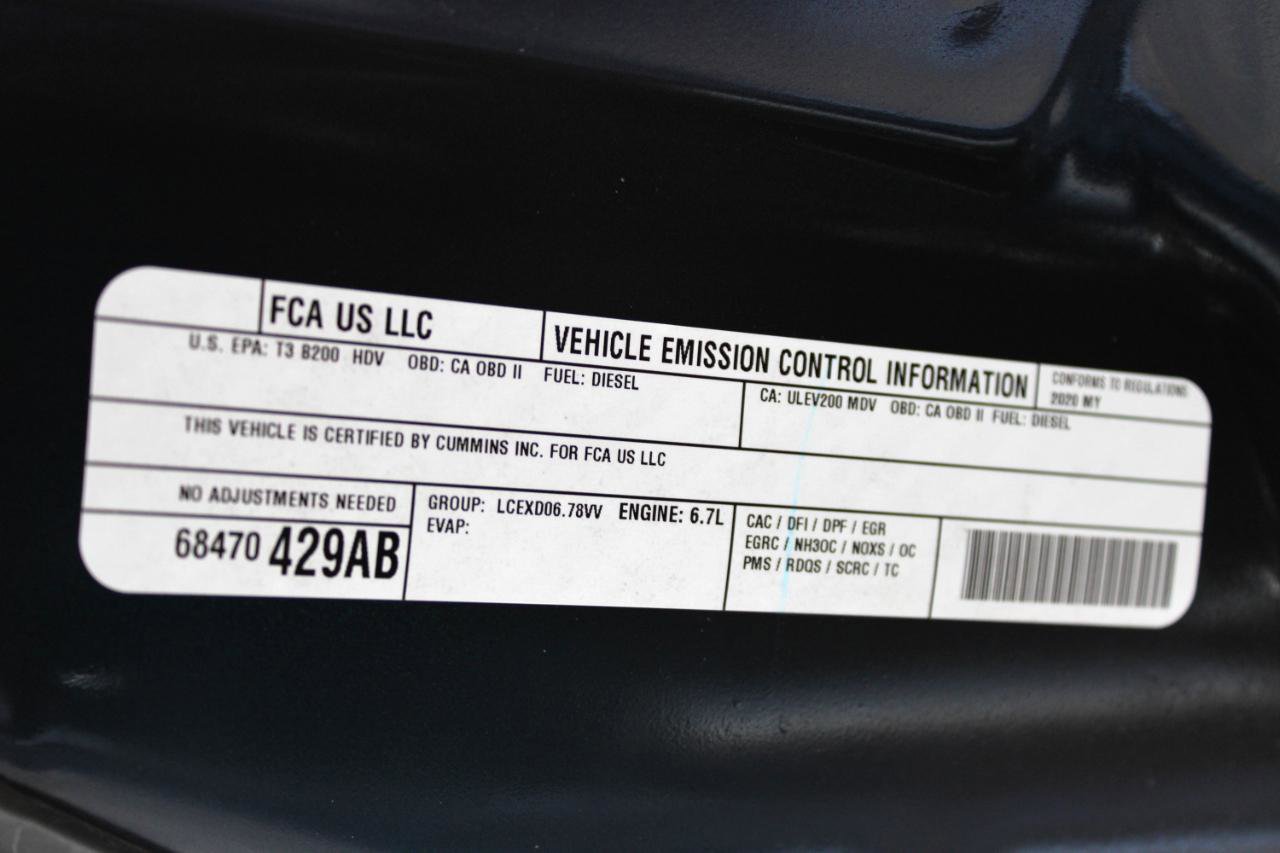 FCA US LLC
VEHICLE EMISSION CONTROL INFORMATION
CONFORMS TO REGULATIONS
2020 MY
U.S. EPA: T3 B200 HDV OBD: CA OBD II FUEL: DIESEL
CA: ULEV200 MDV OBD: CA OBD II FUEL: DIESEL
THIS VEHICLE IS CERTIFIED BY CUMMINS INC. FOR FCA US LLC
NO ADJUSTMENTS NEEDED
68470 429AB
GROUP: LCEXD06.78VV ENGINE: 6.7L
EVAP:
CAC / DFI / DPF / EGR
EGRC / NH3OC / NOXS / OC
PMS / RDQS / SCRC / TC